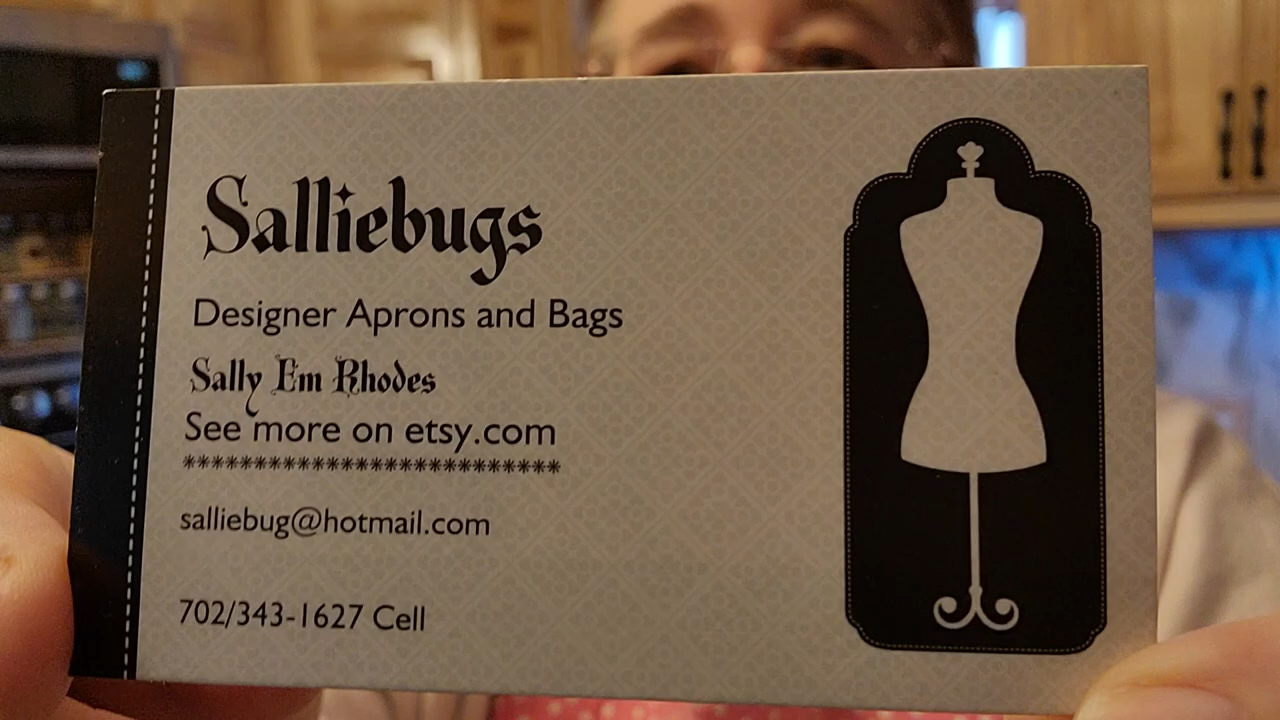 Salliebugs
Designer Aprons and Bags
Sally Em Rhodes
See more on etsy.com
**************************
salliebug@hotmail.com
702/343-1627 Cell